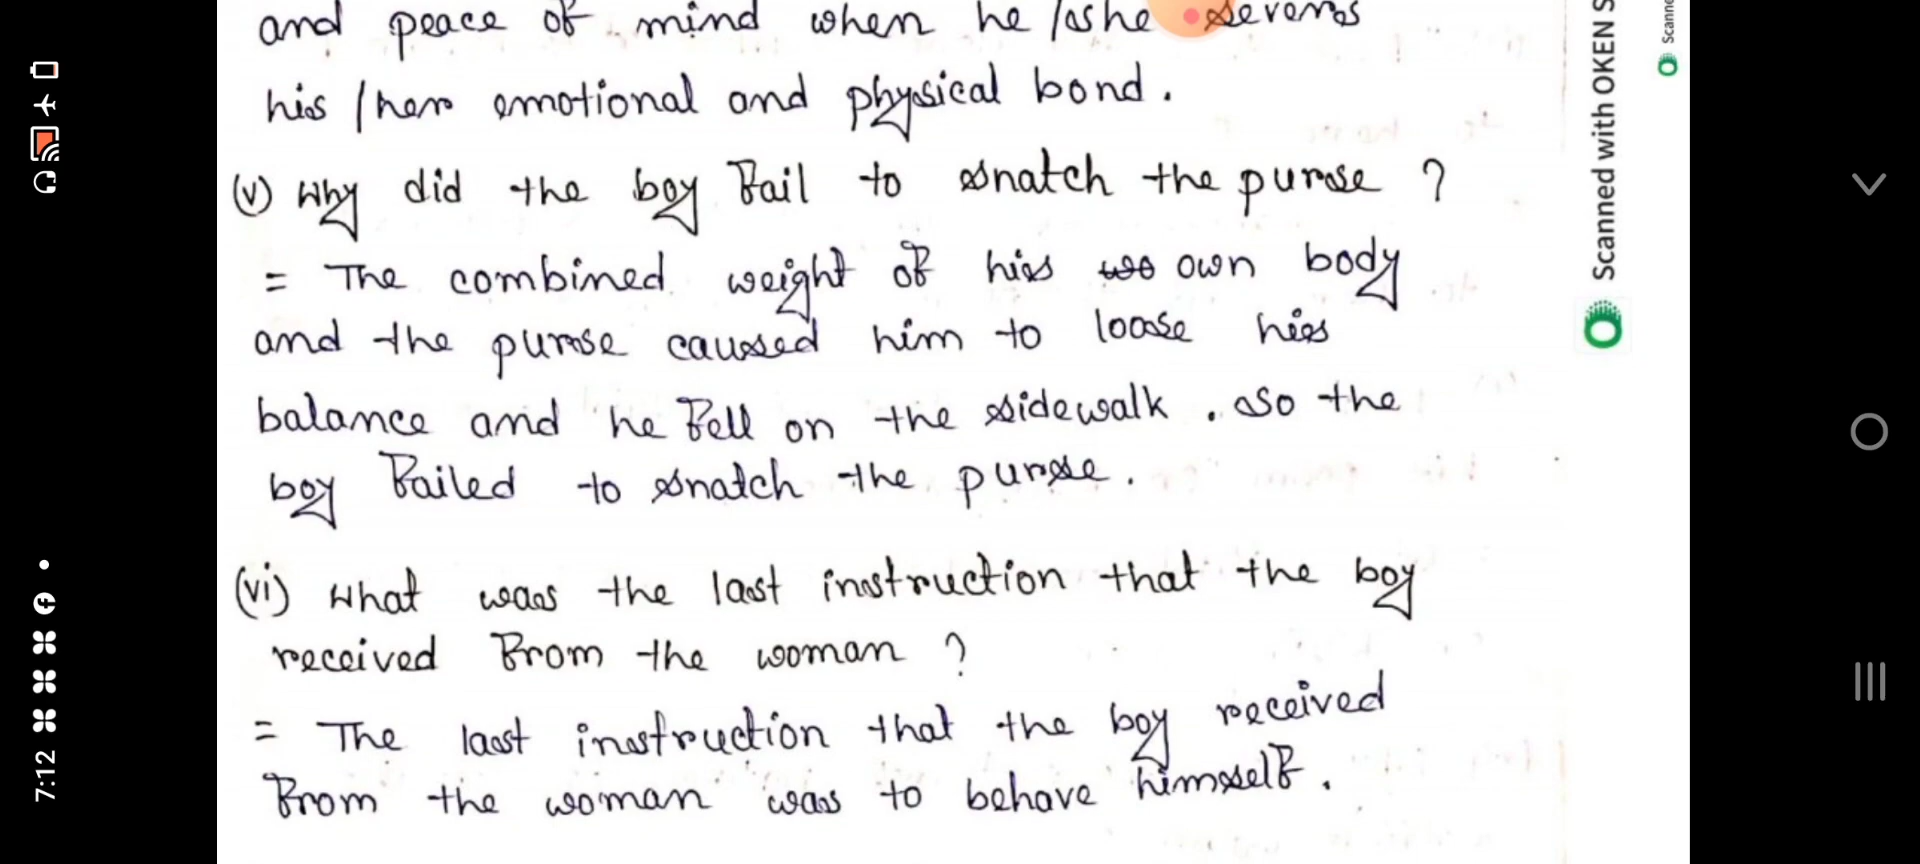 and peace of mind when he /she severs
his / her emotional and physical bond.
(v) Why did the boy fail to snatch the purse ?
= The combined weight of his own body
and the purse caused him to loose his
balance and he fell on the sidewalk. so the
boy failed to snatch the purse.
(vi) What was the last instruction that the boy
received from the woman ?
= The last instruction that the boy received
from the woman was to behave himself.
Scanned with OKEN S
Scanne
7:12